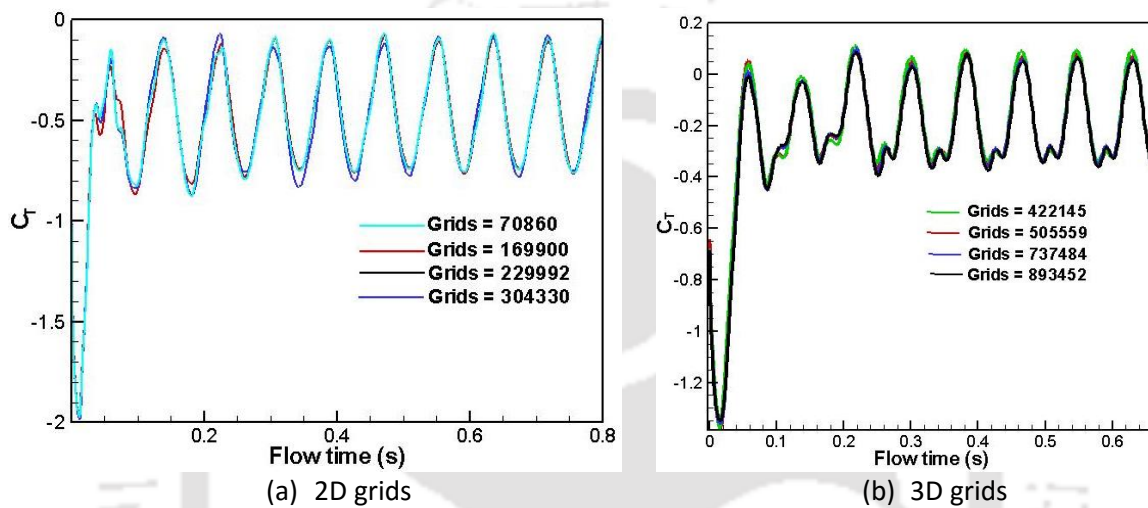 0
-0.5
-1
-1.5
-2
C_T
Grids = 70860
Grids = 169900
Grids = 229992
Grids = 304330
0.2 0.4 0.6 0.8
Flow time (s)
(a) 2D grids
0.2
0
-0.2
-0.4
-0.6
-0.8
-1
-1.2
C_T
Grids = 422145
Grids = 505559
Grids = 737484
Grids = 893452
0 0.1 0.2 0.3 0.4 0.5 0.6
Flow time (s)
(b) 3D grids